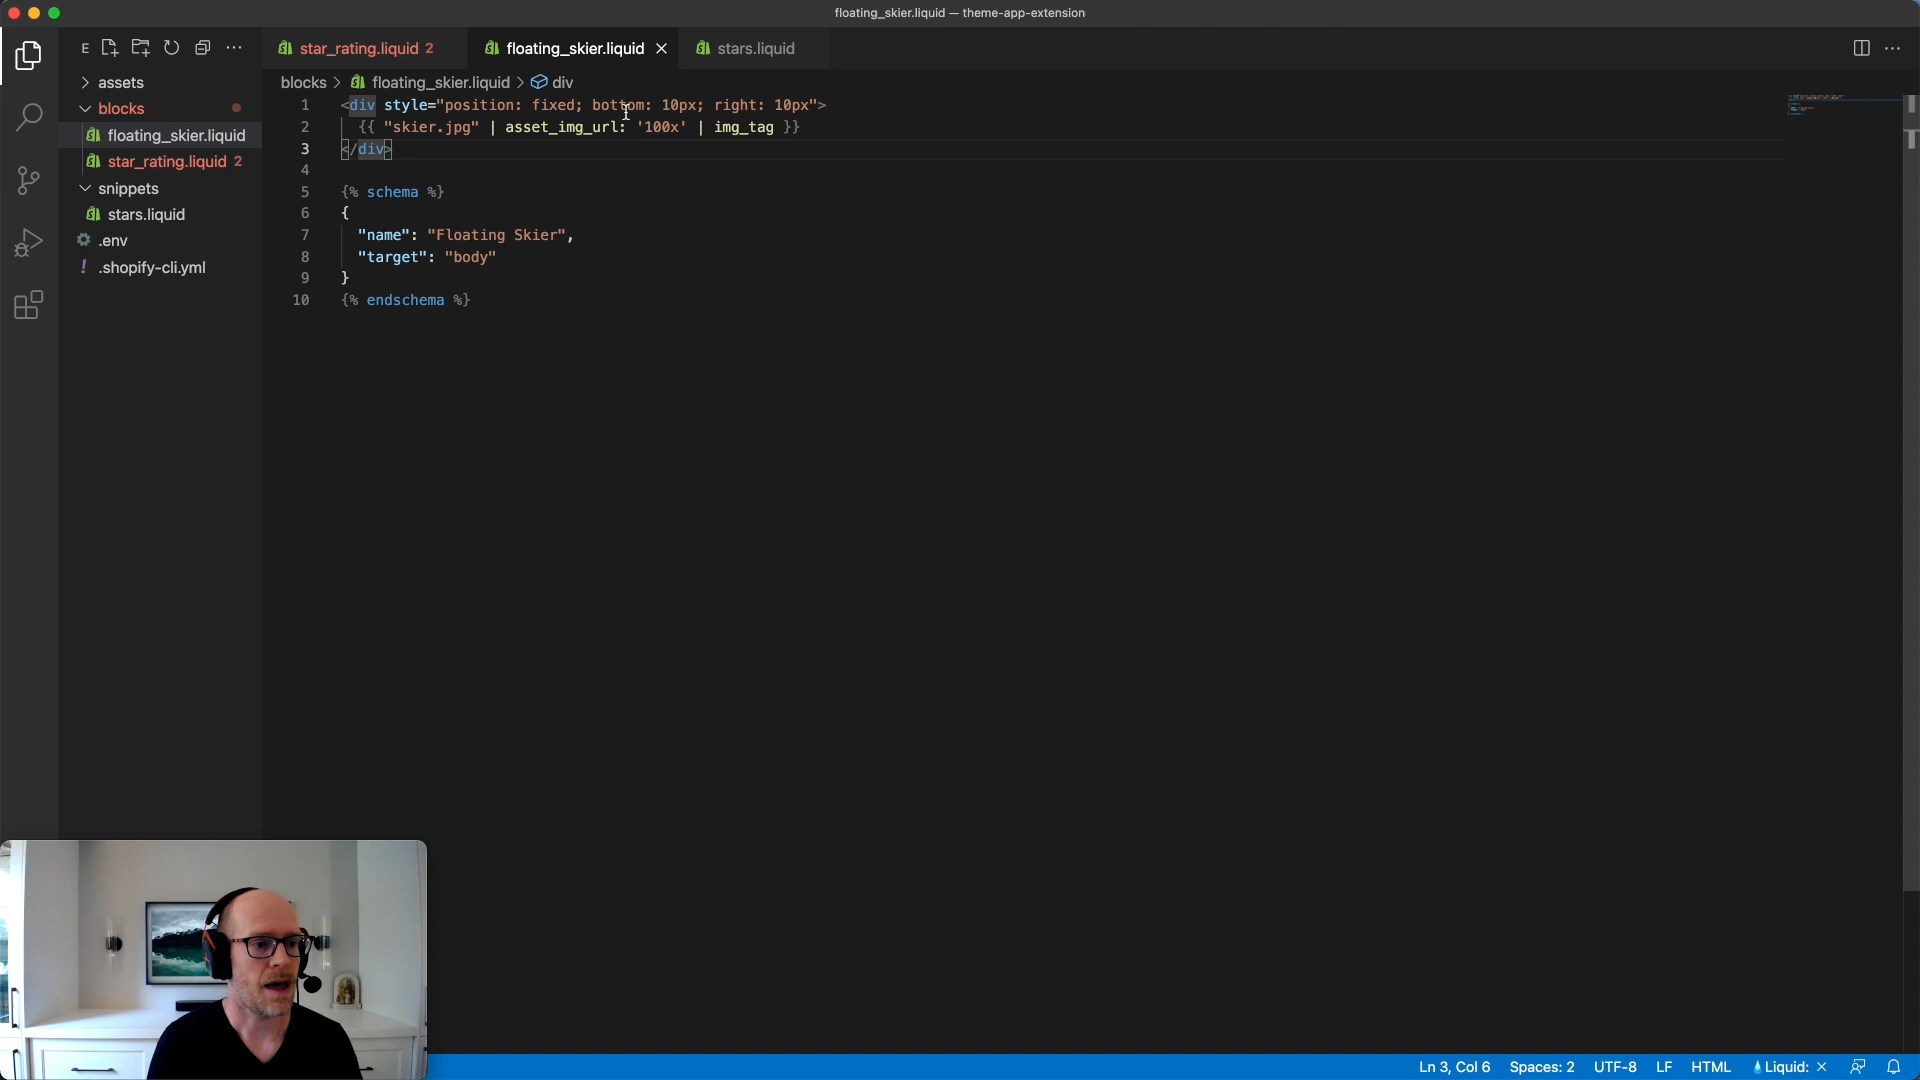 floating_skier.liquid — theme-app-extension
E
star_rating.liquid 2
floating_skier.liquid
stars.liquid
assets
blocks
floating_skier.liquid
star_rating.liquid 2
snippets
stars.liquid
.env
! .shopify-cli.yml
blocks > floating_skier.liquid > div
1 <div style="position: fixed; bottom: 10px; right: 10px">
2 {{ "skier.jpg" | asset_img_url: '100x' | img_tag }}
3 </div>
4
5 {% schema %}
6 {
7 "name": "Floating Skier",
8 "target": "body"
9 }
10 {% endschema %}
Ln 3, Col 6 Spaces: 2 UTF-8 LF HTML Liquid: ✕